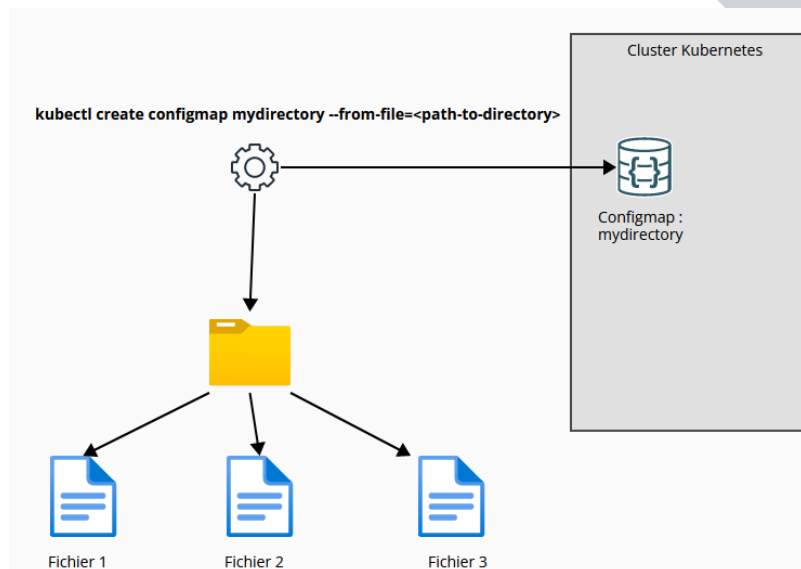 Cluster Kubernetes
kubectl create configmap mydirectory --from-file=<path-to-directory>
{-}
Configmap :
mydirectory
Fichier 1
Fichier 2
Fichier 3